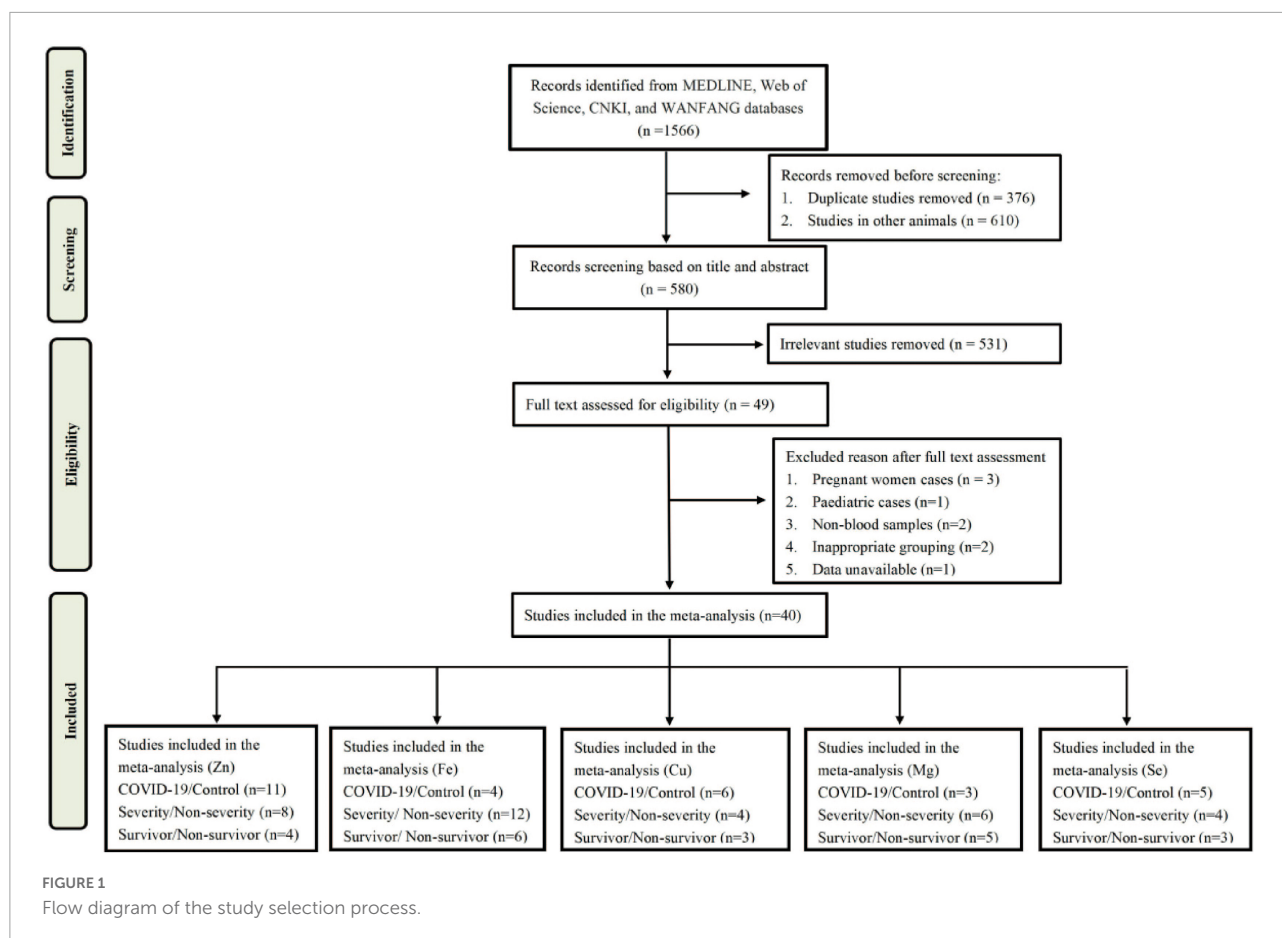 Identification
Records identified from MEDLINE, Web of
Science, CNKI, and WANFANG databases
(n =1566)
Records removed before screening:
1. Duplicate studies removed (n = 376)
2. Studies in other animals (n = 610)
Screening
Records screening based on title and abstract
(n = 580)
Irrelevant studies removed (n = 531)
Eligibility
Full text assessed for eligibility (n = 49)
Excluded reason after full text assessment
1. Pregnant women cases (n = 3)
2. Paediatric cases (n=1)
3. Non-blood samples (n=2)
4. Inappropriate grouping (n=2)
5. Data unavailable (n=1)
Included
Studies included in the meta-analysis (n=40)
Studies included in the
meta-analysis (Zn)
COVID-19/Control (n=11)
Severity/Non-severity (n=8)
Survivor/Non-survivor (n=4)
Studies included in the
meta-analysis (Fe)
COVID-19/Control (n=4)
Severity/ Non-severity (n=12)
Survivor/ Non-survivor (n=6)
Studies included in the
meta-analysis (Cu)
COVID-19/Control (n=6)
Severity/Non-severity (n=4)
Survivor/Non-survivor (n=3)
Studies included in the
meta-analysis (Mg)
COVID-19/Control (n=3)
Severity/Non-severity (n=6)
Survivor/Non-survivor (n=5)
Studies included in the
meta-analysis (Se)
COVID-19/Control (n=5)
Severity/Non-severity (n=4)
Survivor/Non-survivor (n=3)
FIGURE 1
Flow diagram of the study selection process.